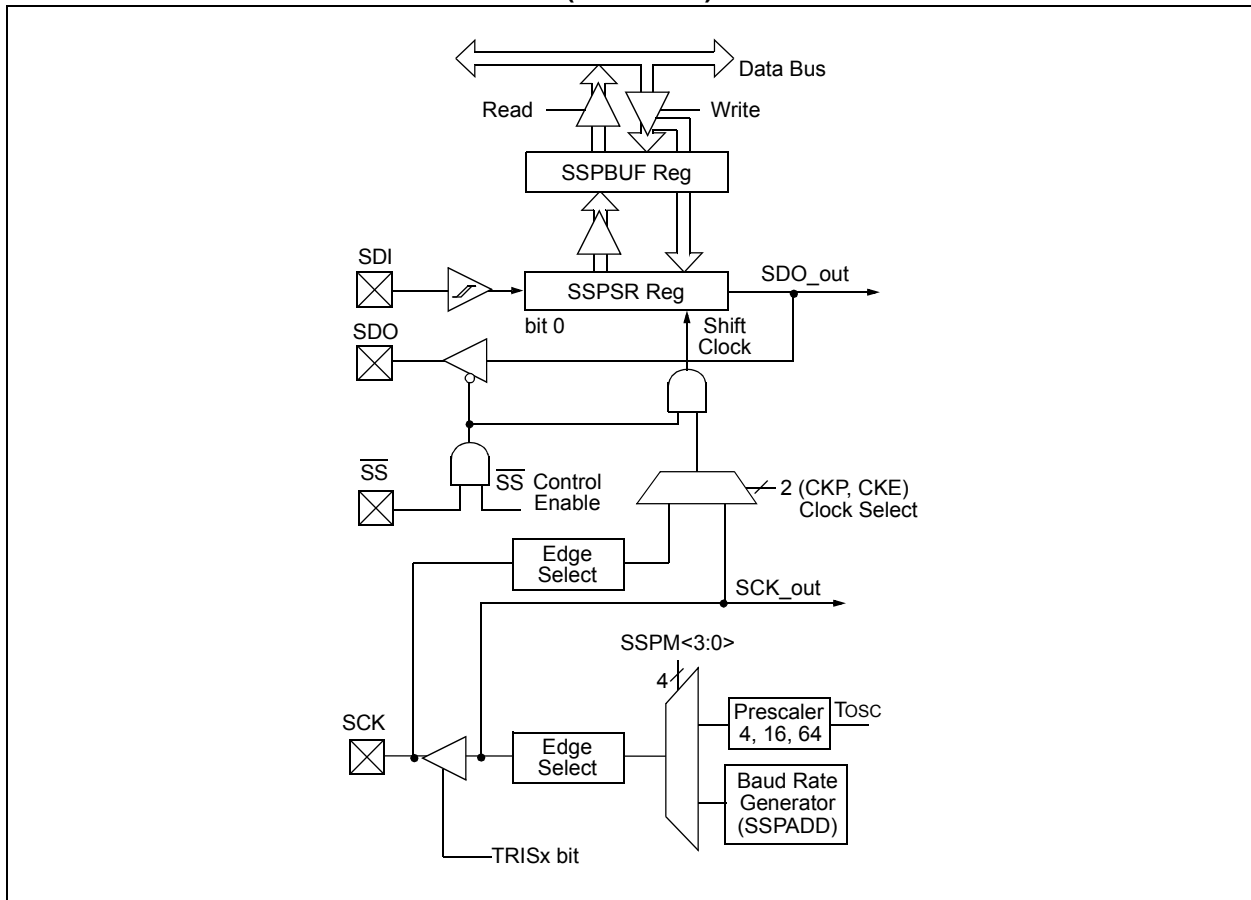 Data Bus
Read
Write
SSPBUF Reg
SDI
SSPSR Reg
SDO_out
bit 0
Shift
Clock
SDO
SS
SS Control
Enable
2 (CKP, CKE)
Clock Select
Edge
Select
SCK_out
SSPM<3:0>
4
Prescaler
4, 16, 64
TOSC
SCK
Edge
Select
Baud Rate
Generator
(SSPADD)
TRISx bit